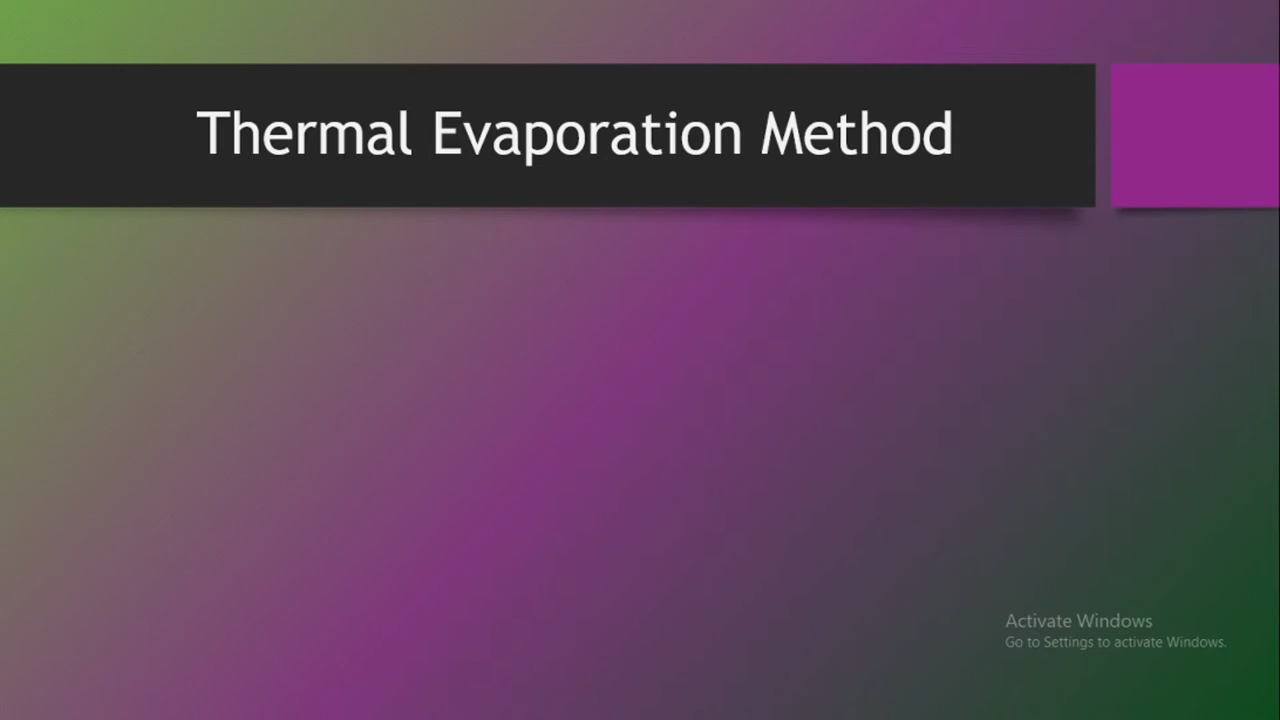 Thermal Evaporation Method
Activate Windows
Go to Settings to activate Windows.